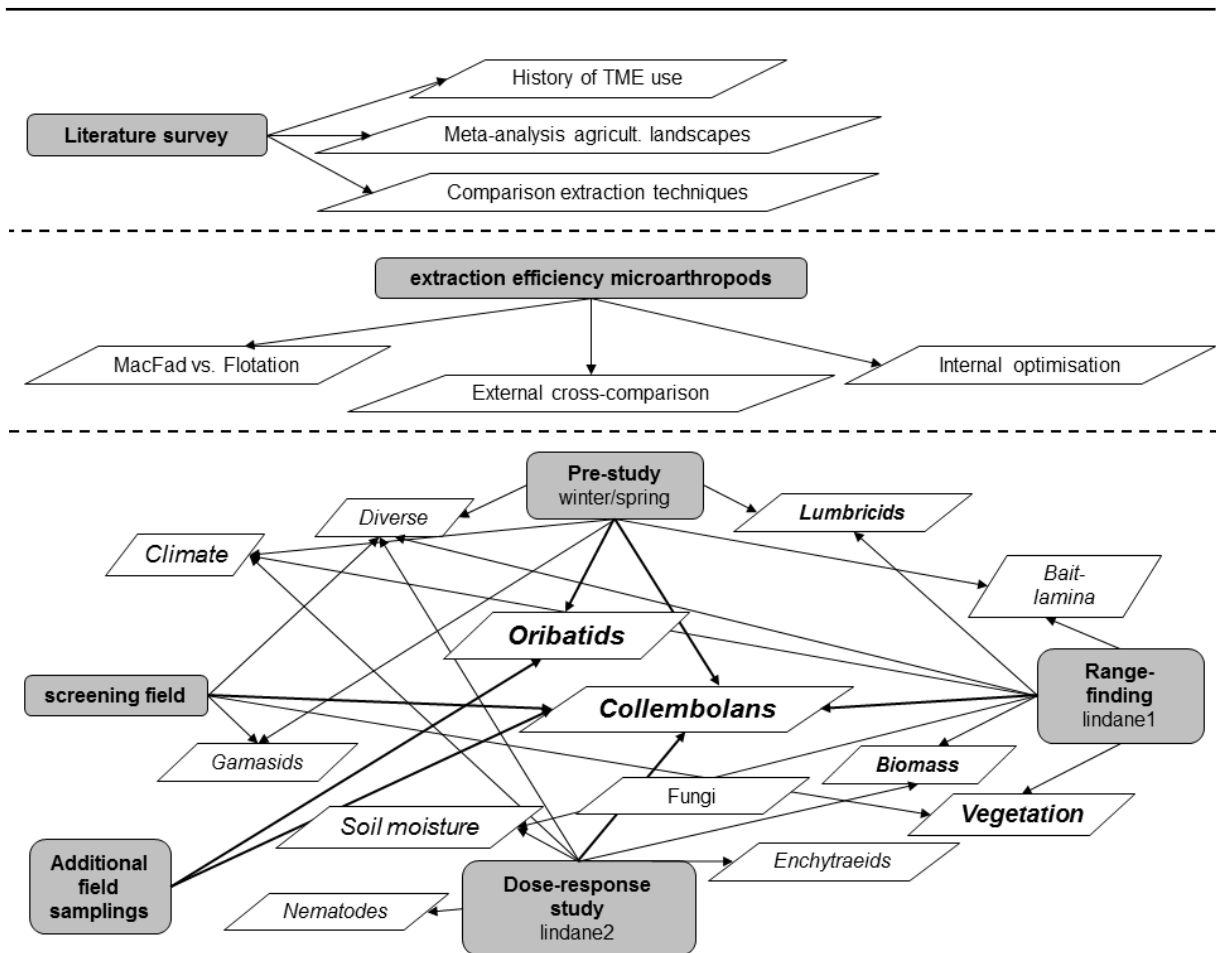 History of TME use
Literature survey
Meta-analysis agricult. landscapes
Comparison extraction techniques
extraction efficiency microarthropods
MacFad vs. Flotation
External cross-comparison
Internal optimisation
Pre-study
winter/spring
Diverse
Lumbricids
Climate
Bait-
lamina
Oribatids
screening field
Collembolans
Range-
finding
lindane1
Gamasids
Biomass
Fungi
Soil moisture
Vegetation
Additional
field
samplings
Enchytraeids
Dose-response
study
lindane2
Nematodes